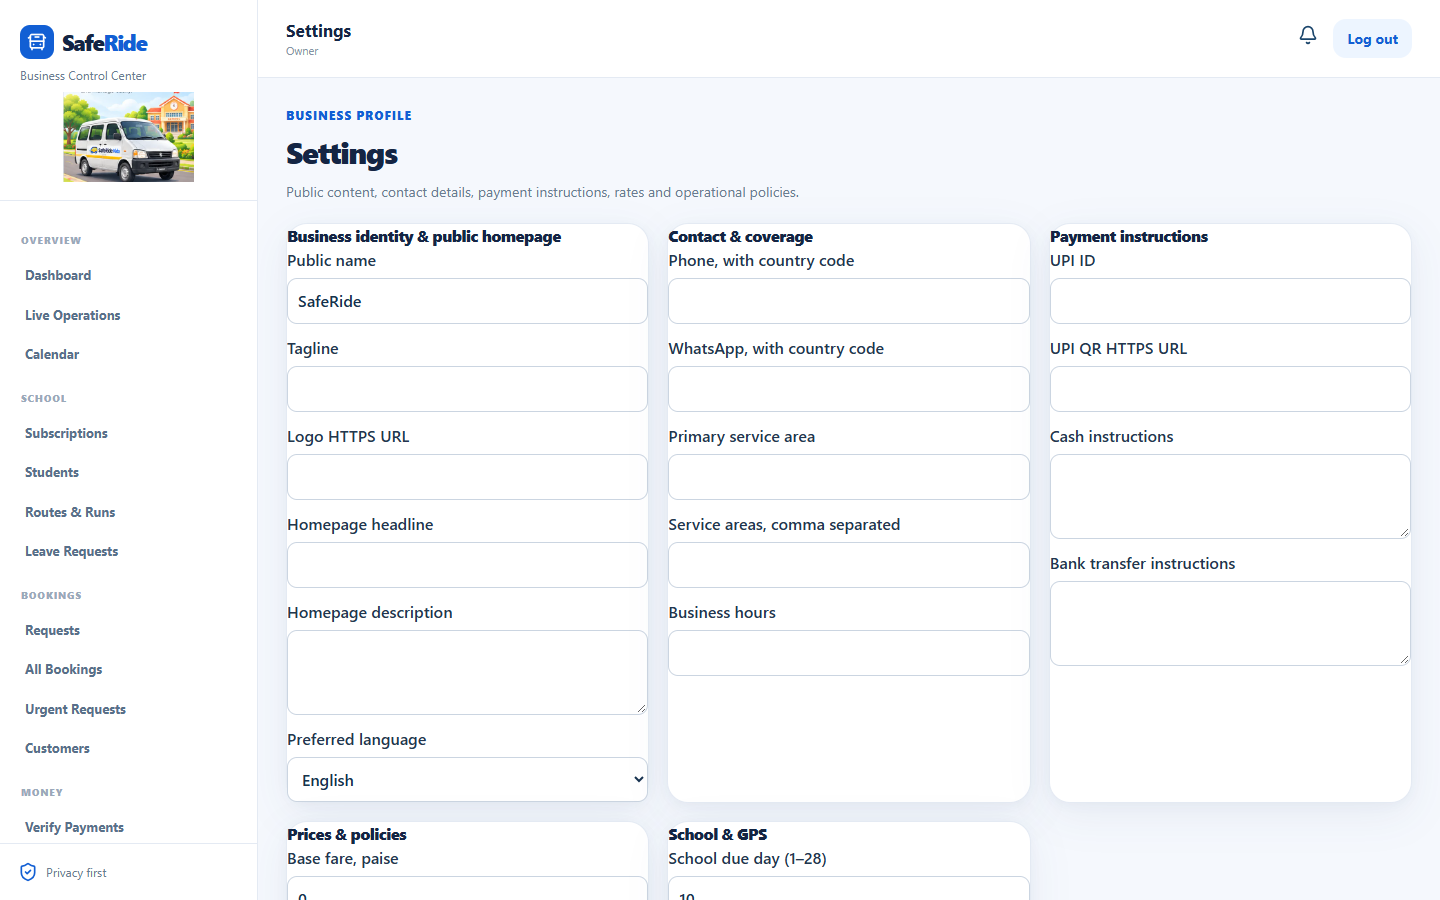 SafeRide
Business Control Center
SafeRide
OVERVIEW
Dashboard
Live Operations
Calendar
SCHOOL
Subscriptions
Students
Routes & Runs
Leave Requests
BOOKINGS
Requests
All Bookings
Urgent Requests
Customers
MONEY
Verify Payments
Privacy first
Settings
Owner
Log out
BUSINESS PROFILE
Settings
Public content, contact details, payment instructions, rates and operational policies.
Business identity & public homepage
Public name
SafeRide
Tagline
Logo HTTPS URL
Homepage headline
Homepage description
Preferred language
English
Contact & coverage
Phone, with country code
WhatsApp, with country code
Primary service area
Service areas, comma separated
Business hours
Payment instructions
UPI ID
UPI QR HTTPS URL
Cash instructions
Bank transfer instructions
Prices & policies
Base fare, paise
0
School & GPS
School due day (1–28)
10